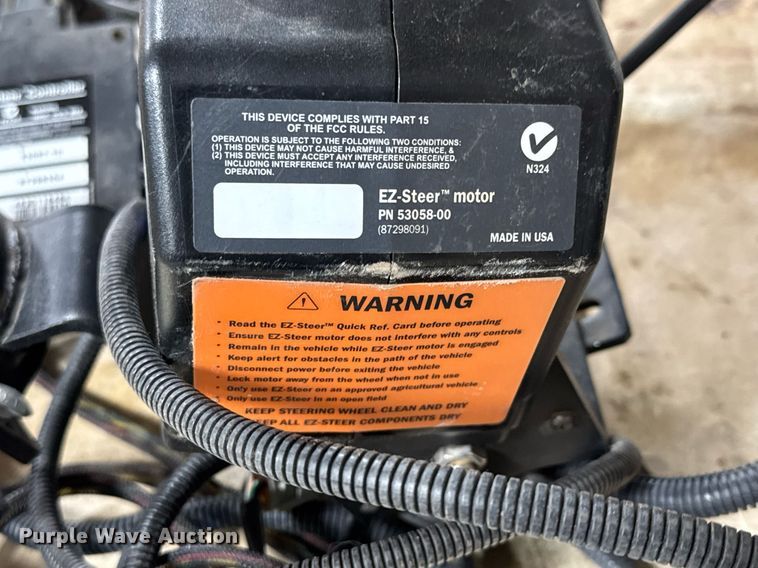 THIS DEVICE COMPLIES WITH PART 15
OF THE FCC RULES.
OPERATION IS SUBJECT TO THE FOLLOWING TWO CONDITIONS:
(1) THIS DEVICE MAY NOT CAUSE HARMFUL INTERFERENCE, &
(2) THIS DEVICE MUST ACCEPT ANY INTERFERENCE RECEIVED,
INCLUDING INTERFERENCE THAT MAY CAUSE UNDESIRED
OPERATION.
N324
EZ-Steer™ motor
PN 53058-00
(87298091)
MADE IN USA
WARNING
• Read the EZ-Steer™ Quick Ref. Card before operating
• Ensure EZ-Steer motor does not interfere with any controls
• Remain in the vehicle while EZ-Steer motor is engaged
• Keep alert for obstacles in the path of the vehicle
• Disconnect power before exiting the vehicle
• Lock motor away from the wheel when not in use
• Only use EZ-Steer on an approved agricultural vehicle
• Only use EZ-Steer in an open field
KEEP STEERING WHEEL CLEAN AND DRY
KEEP ALL EZ-STEER COMPONENTS DRY
Controller
Purple Wave Auction